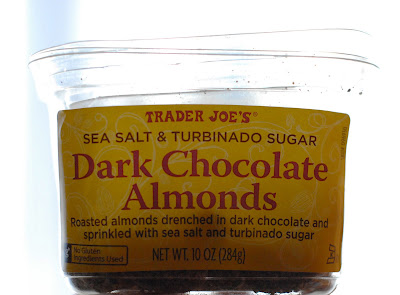 TRADER JOE'S®
SEA SALT & TURBINADO SUGAR
Dark Chocolate
Almonds
Roasted almonds drenched in dark chocolate and
sprinkled with sea salt and turbinado sugar
No Gluten
Ingredients Used
NET WT. 10 OZ (284g)